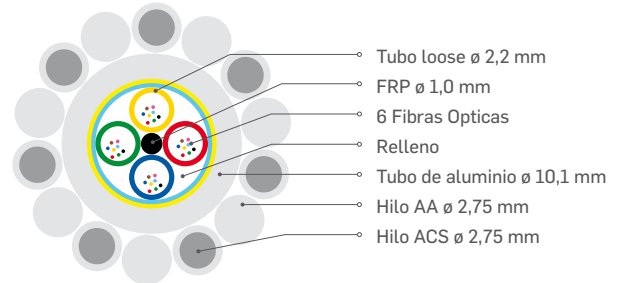 Tubo loose ø 2,2 mm
FRP ø 1,0 mm
6 Fibras Opticas
Relleno
Tubo de aluminio ø 10,1 mm
Hilo AA ø 2,75 mm
Hilo ACS ø 2,75 mm